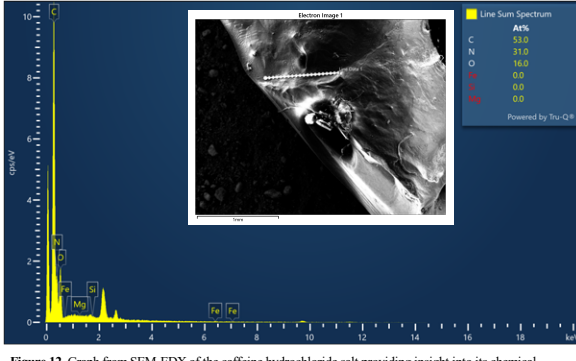 Electron Image 1
Line Sum Spectrum
At%
C 53.0
N 31.0
O 16.0
0.0
0.0
0.0
Powered by Tru-Q®
1mm
cps/eV
10
8
6
4
2
0
C
N
O
Fe
Mg
Si
Fe
Fe
0 2 4 6 8 10 12 14 16 18 keV
Figure 12. Graph from SEM-EDX of the caffeine hydrochloride salt providing insight into its chemical